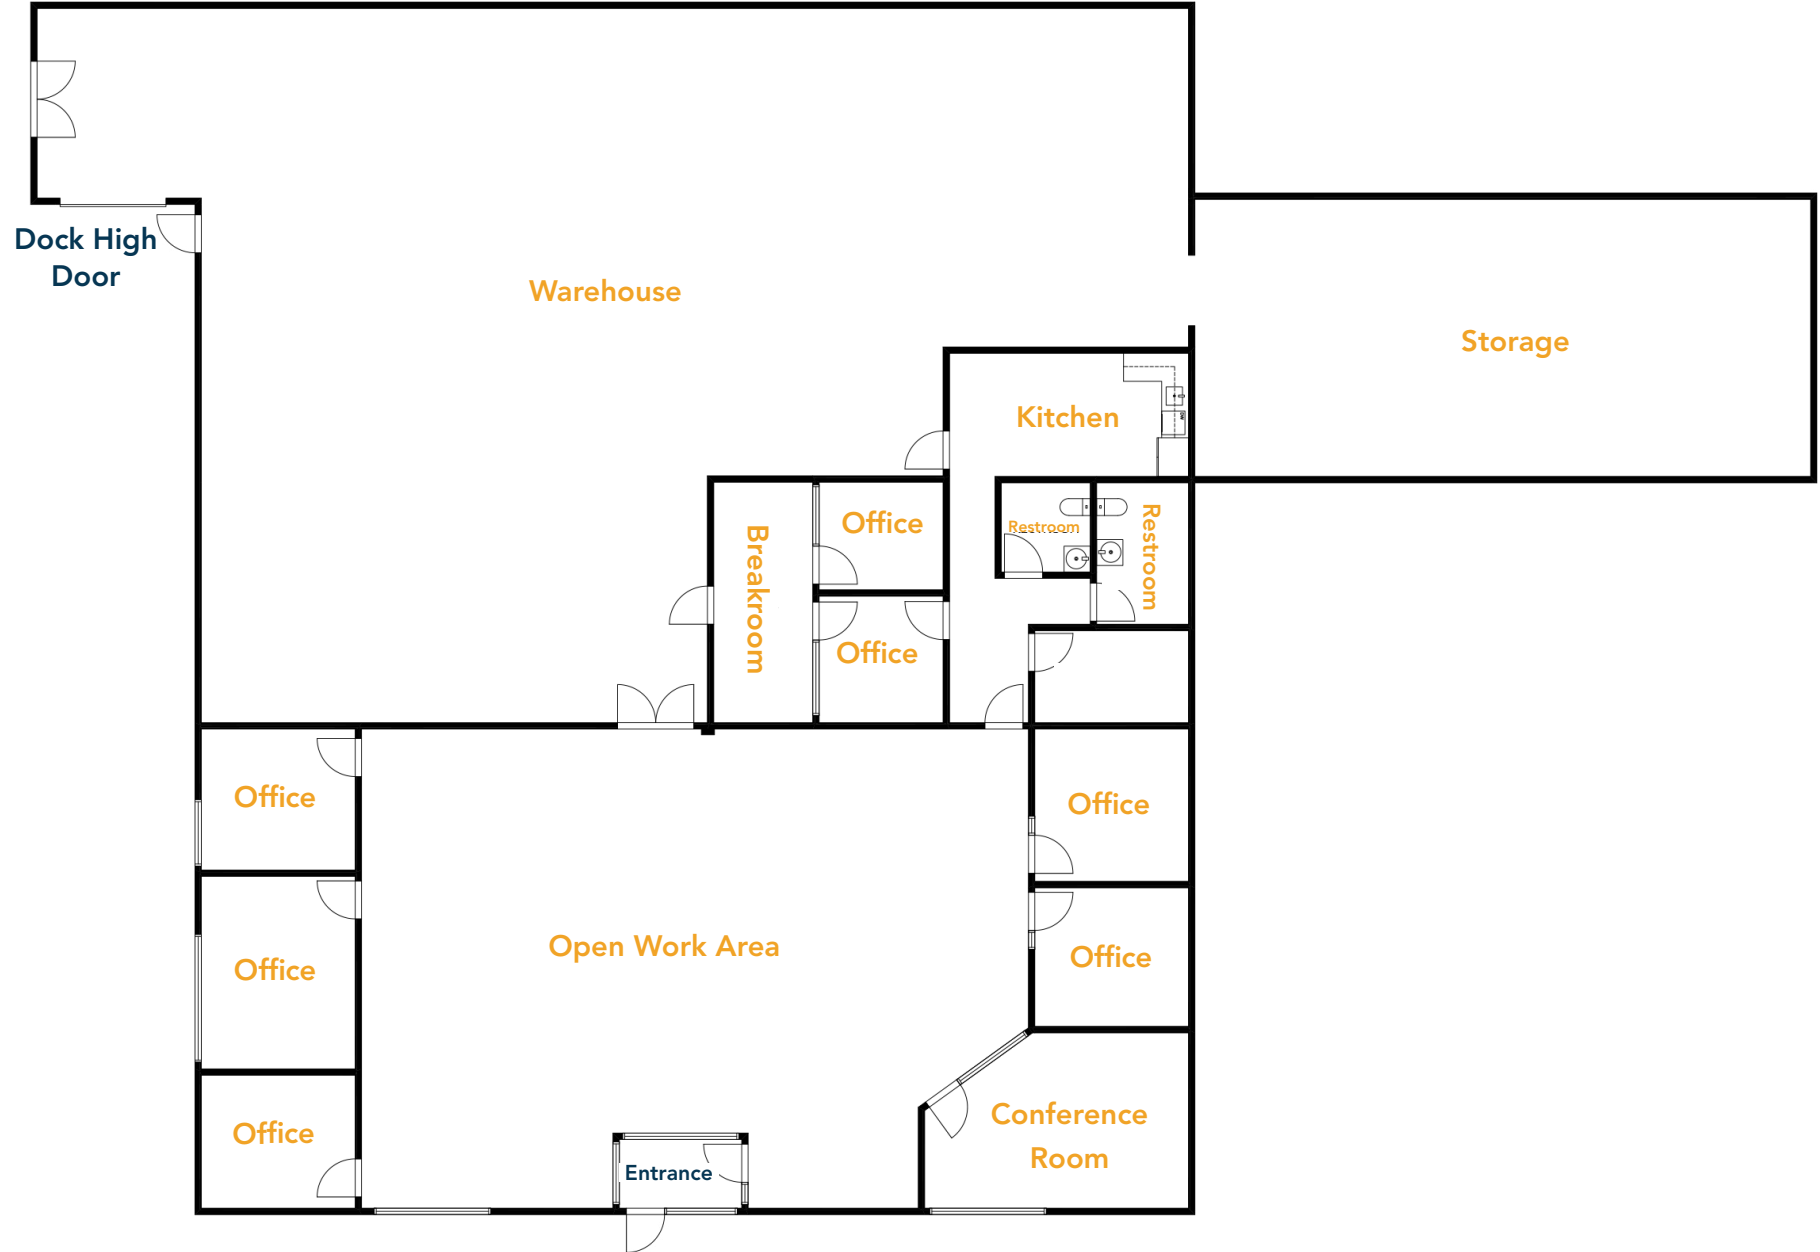 Dock High
Door
Warehouse
Storage
Kitchen
Office
Restroom
Restroom
Breakroom
Office
Office
Office
Open Work Area
Office
Office
Conference
Room
Office
Entrance